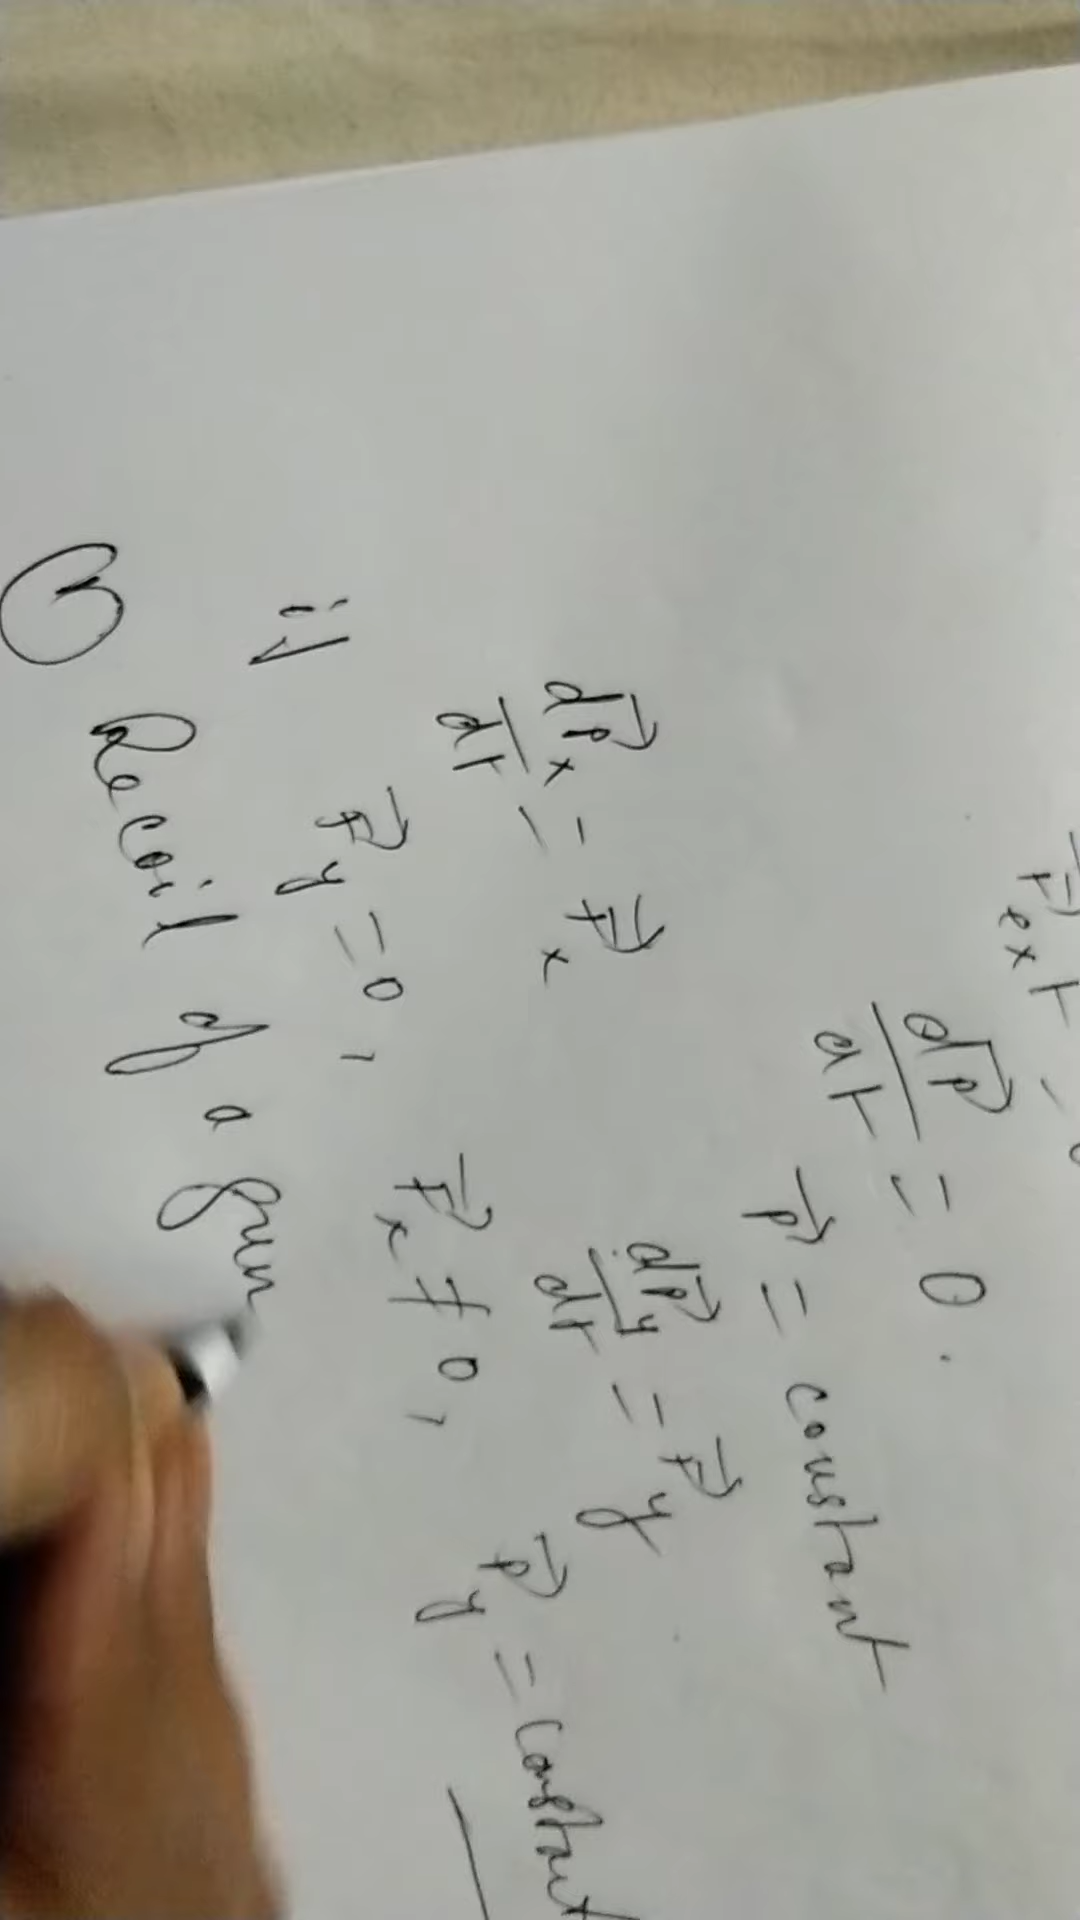 F⃗ext = 0
dp⃗/dt = 0.
p⃗ = constant
dp⃗x/dt = F⃗x dp⃗y/dt = F⃗y
if F⃗y = 0, F⃗x ≠ 0, p⃗y = constant
① Recoil of a gun